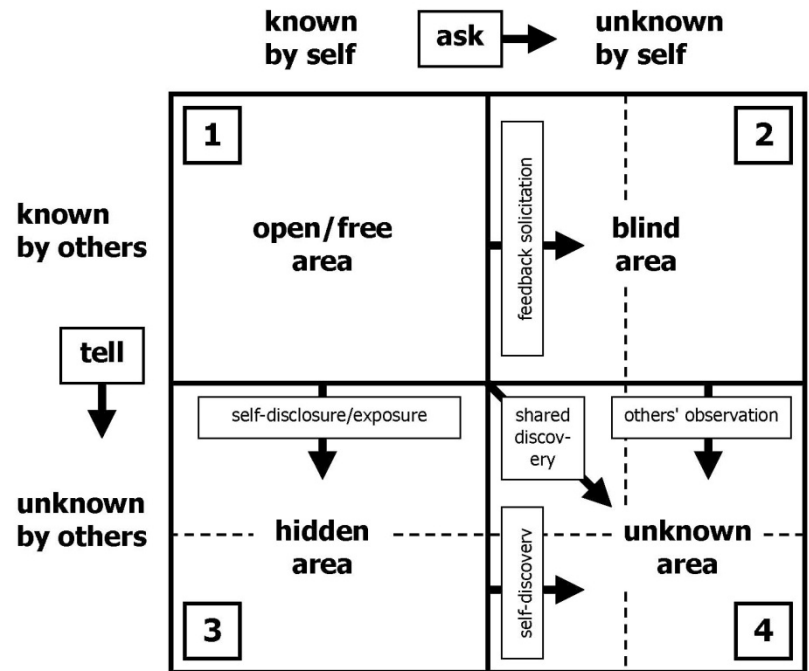 known
by self
ask
unknown
by self
1
2
known
by others
open/free
area
feedback solicitation
blind
area
tell
self-disclosure/exposure
shared
discov-
ery
others' observation
unknown
by others
hidden
area
self-discovery
unknown
area
3
4